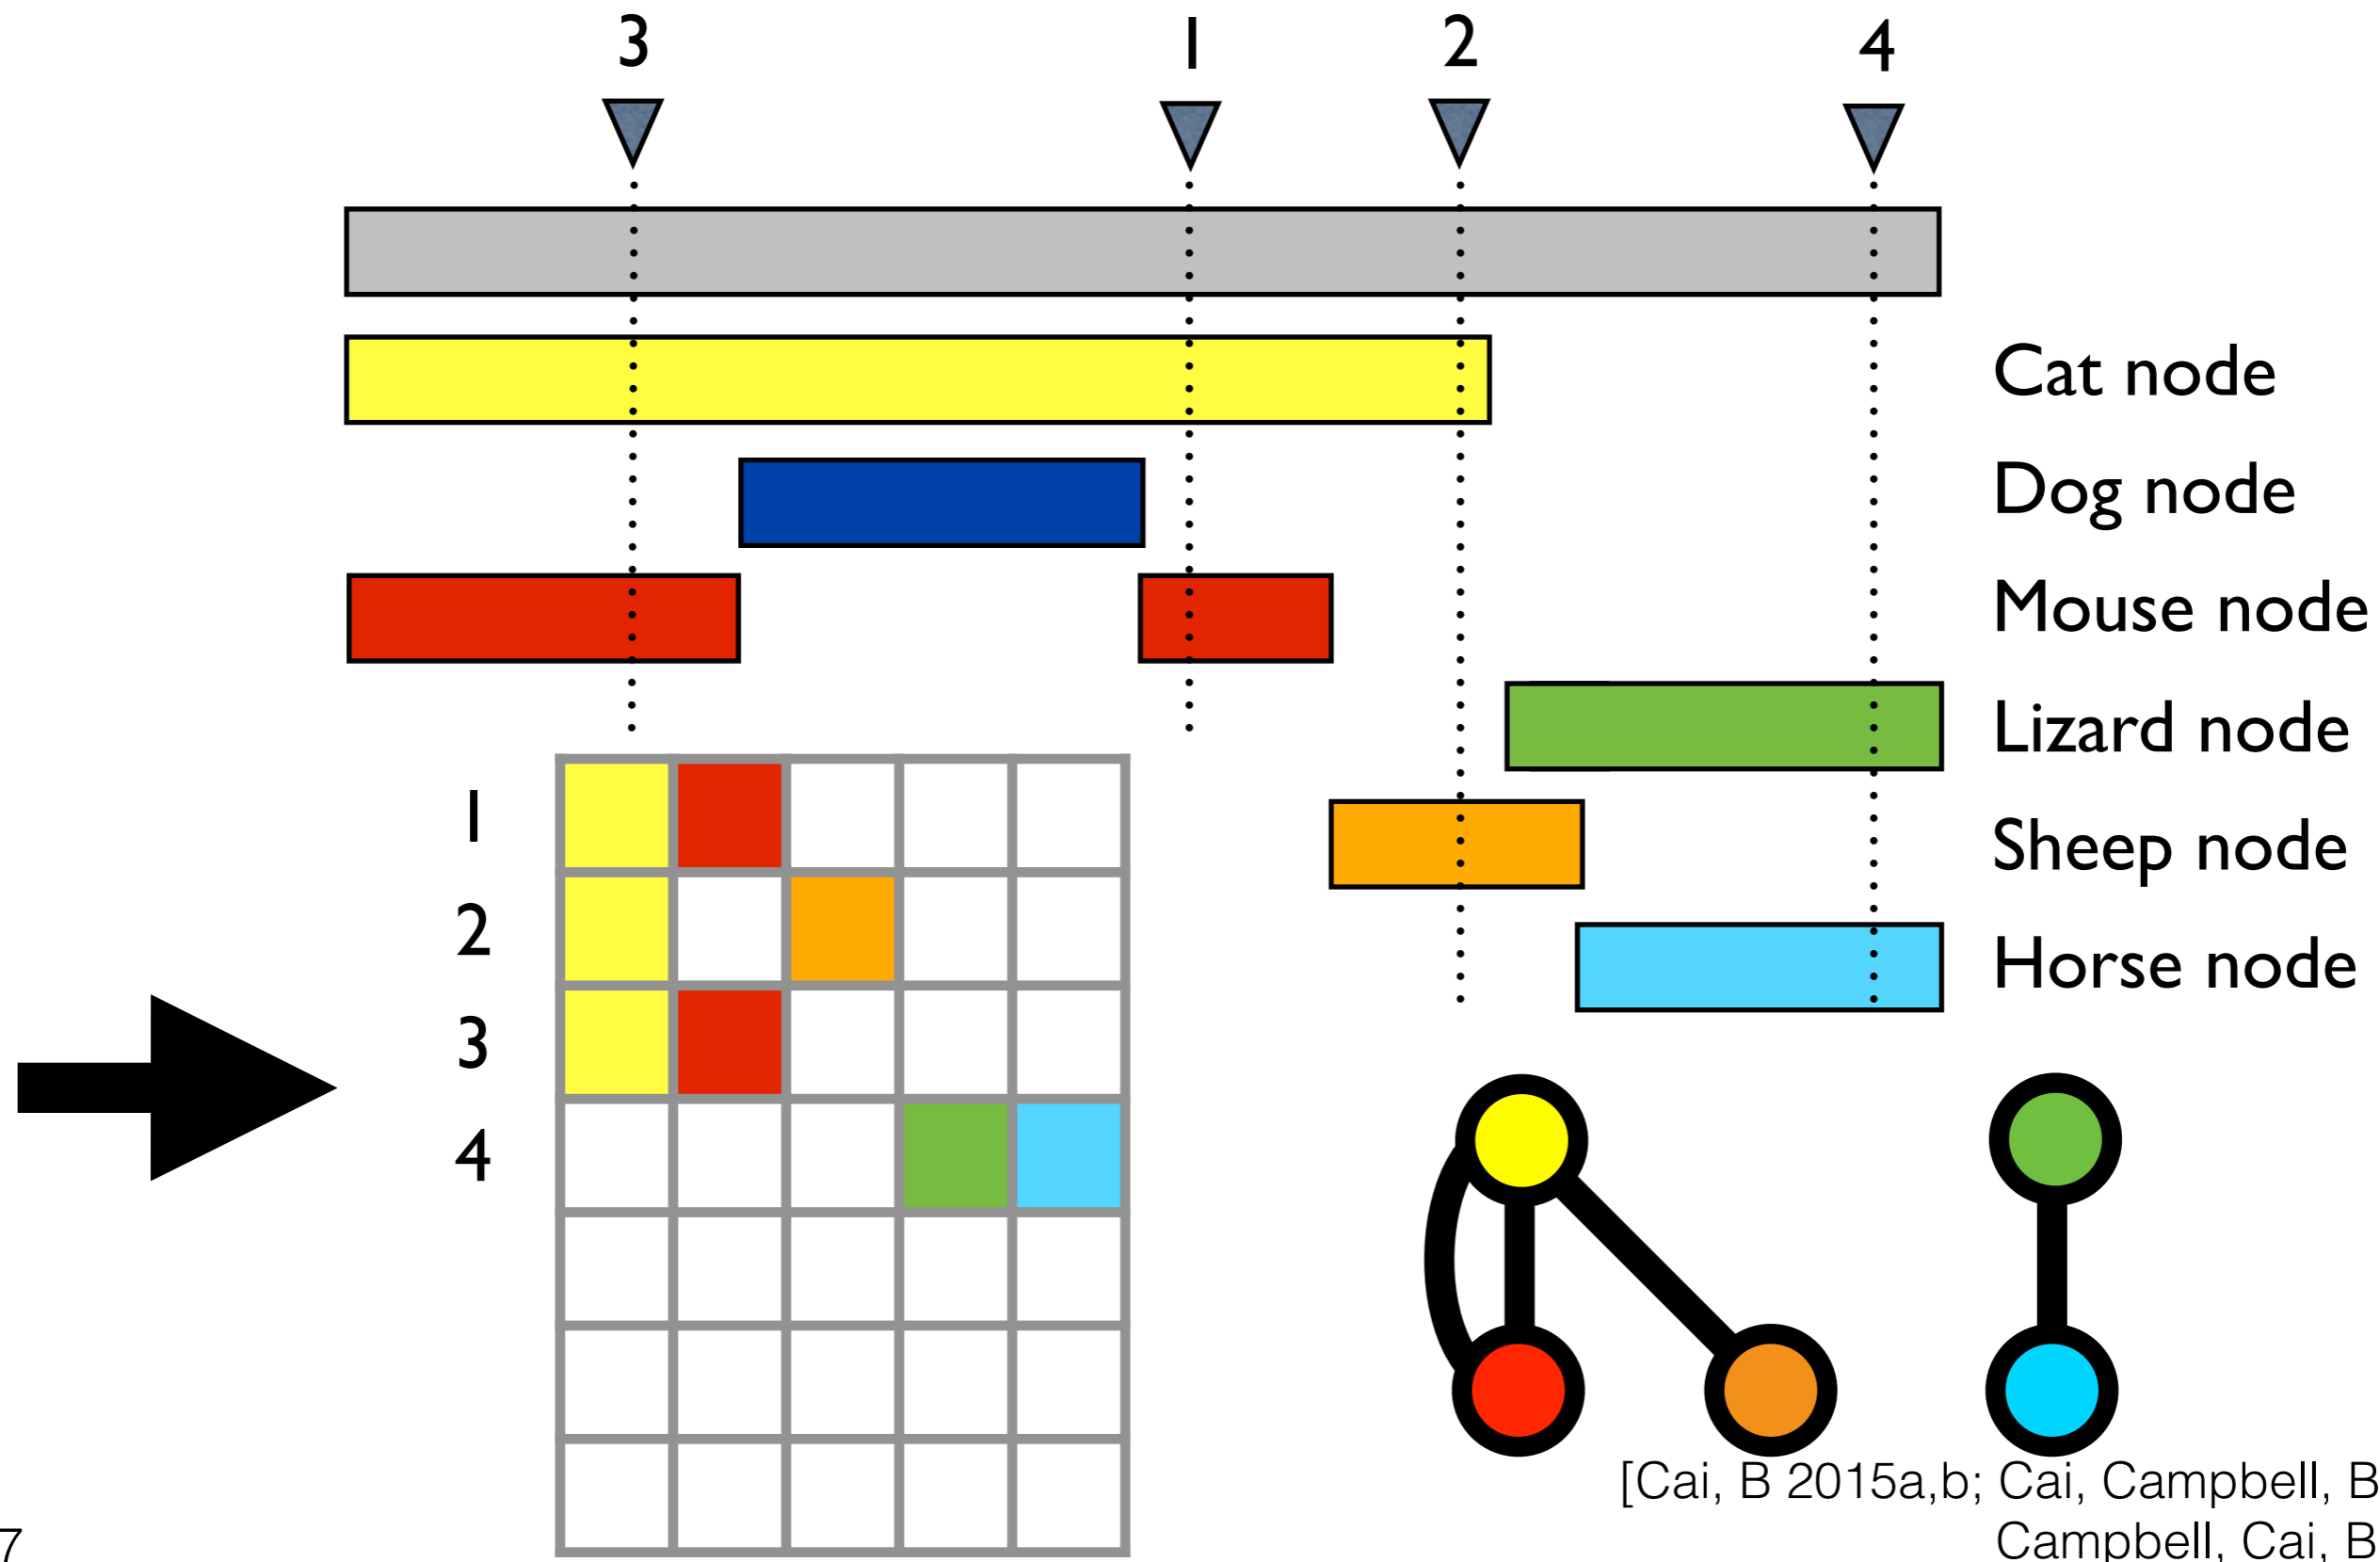 3 1 2 4
Cat node
Dog node
Mouse node
Lizard node
Sheep node
Horse node
1
2
3
4
[Cai, B 2015a,b; Cai, Campbell, B
Campbell, Cai, B
7